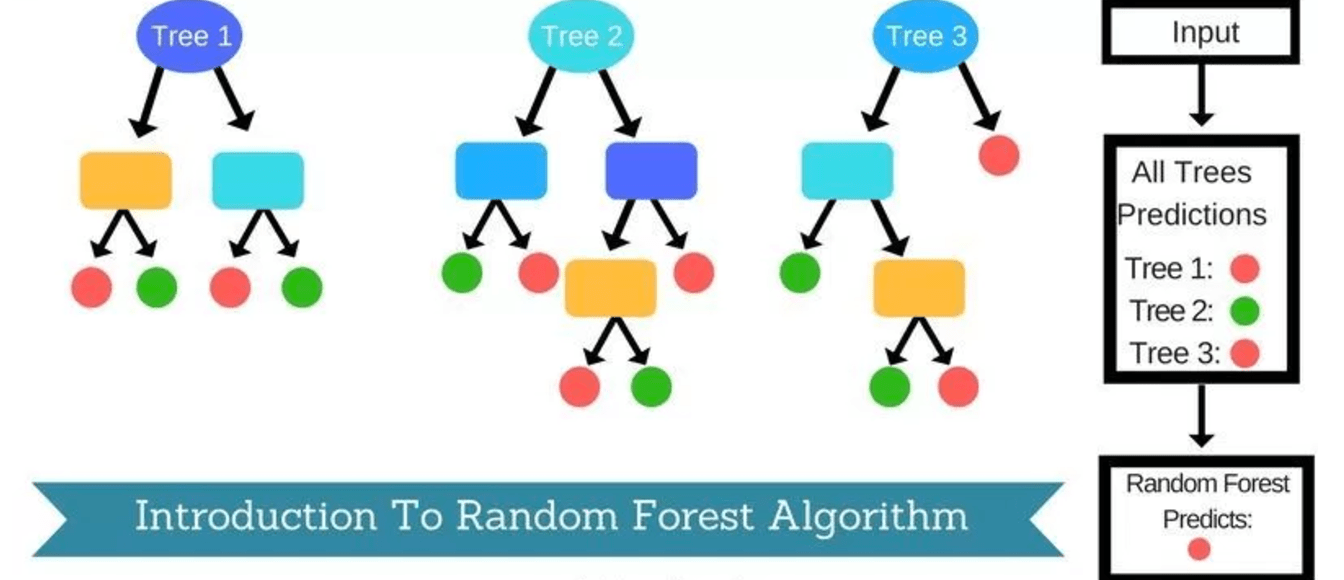 Tree 1
Tree 2
Tree 3
Input
All Trees
Predictions
Tree 1:
Tree 2:
Tree 3:
Random Forest
Predicts:
Introduction To Random Forest Algorithm